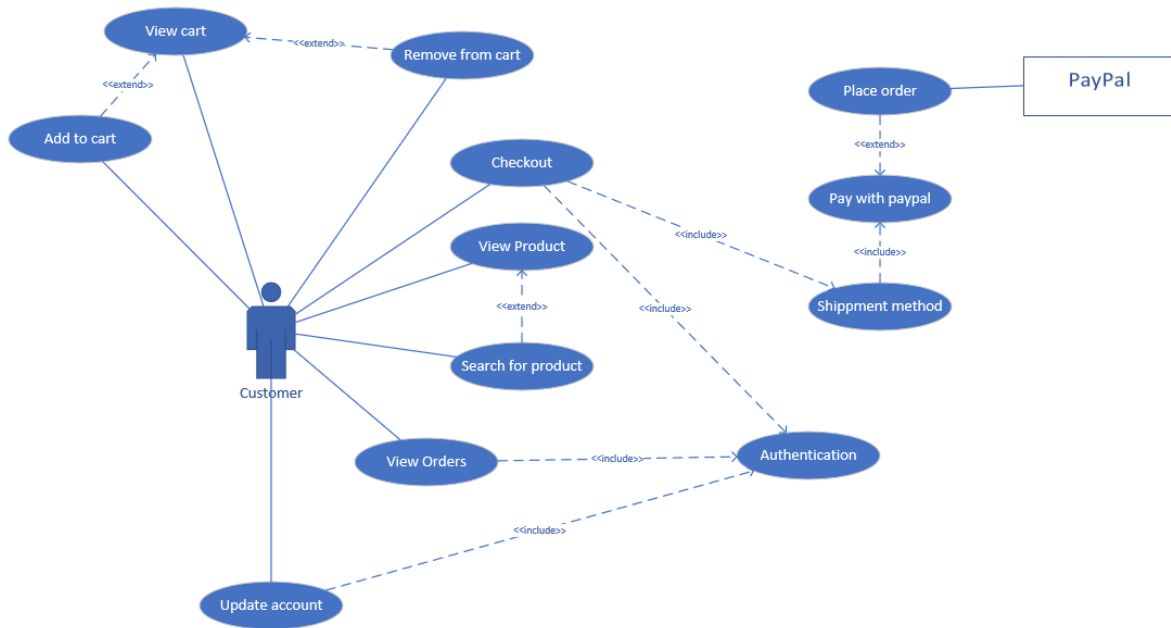 View cart
<<extend>>
Remove from cart
<<extend>>
Add to cart
Place order
PayPal
<<extend>>
Checkout
Pay with paypal
<<include>>
View Product
<<include>>
Shippment method
<<extend>>
<<include>>
Search for product
Customer
View Orders
<<include>>
Authentication
<<include>>
Update account